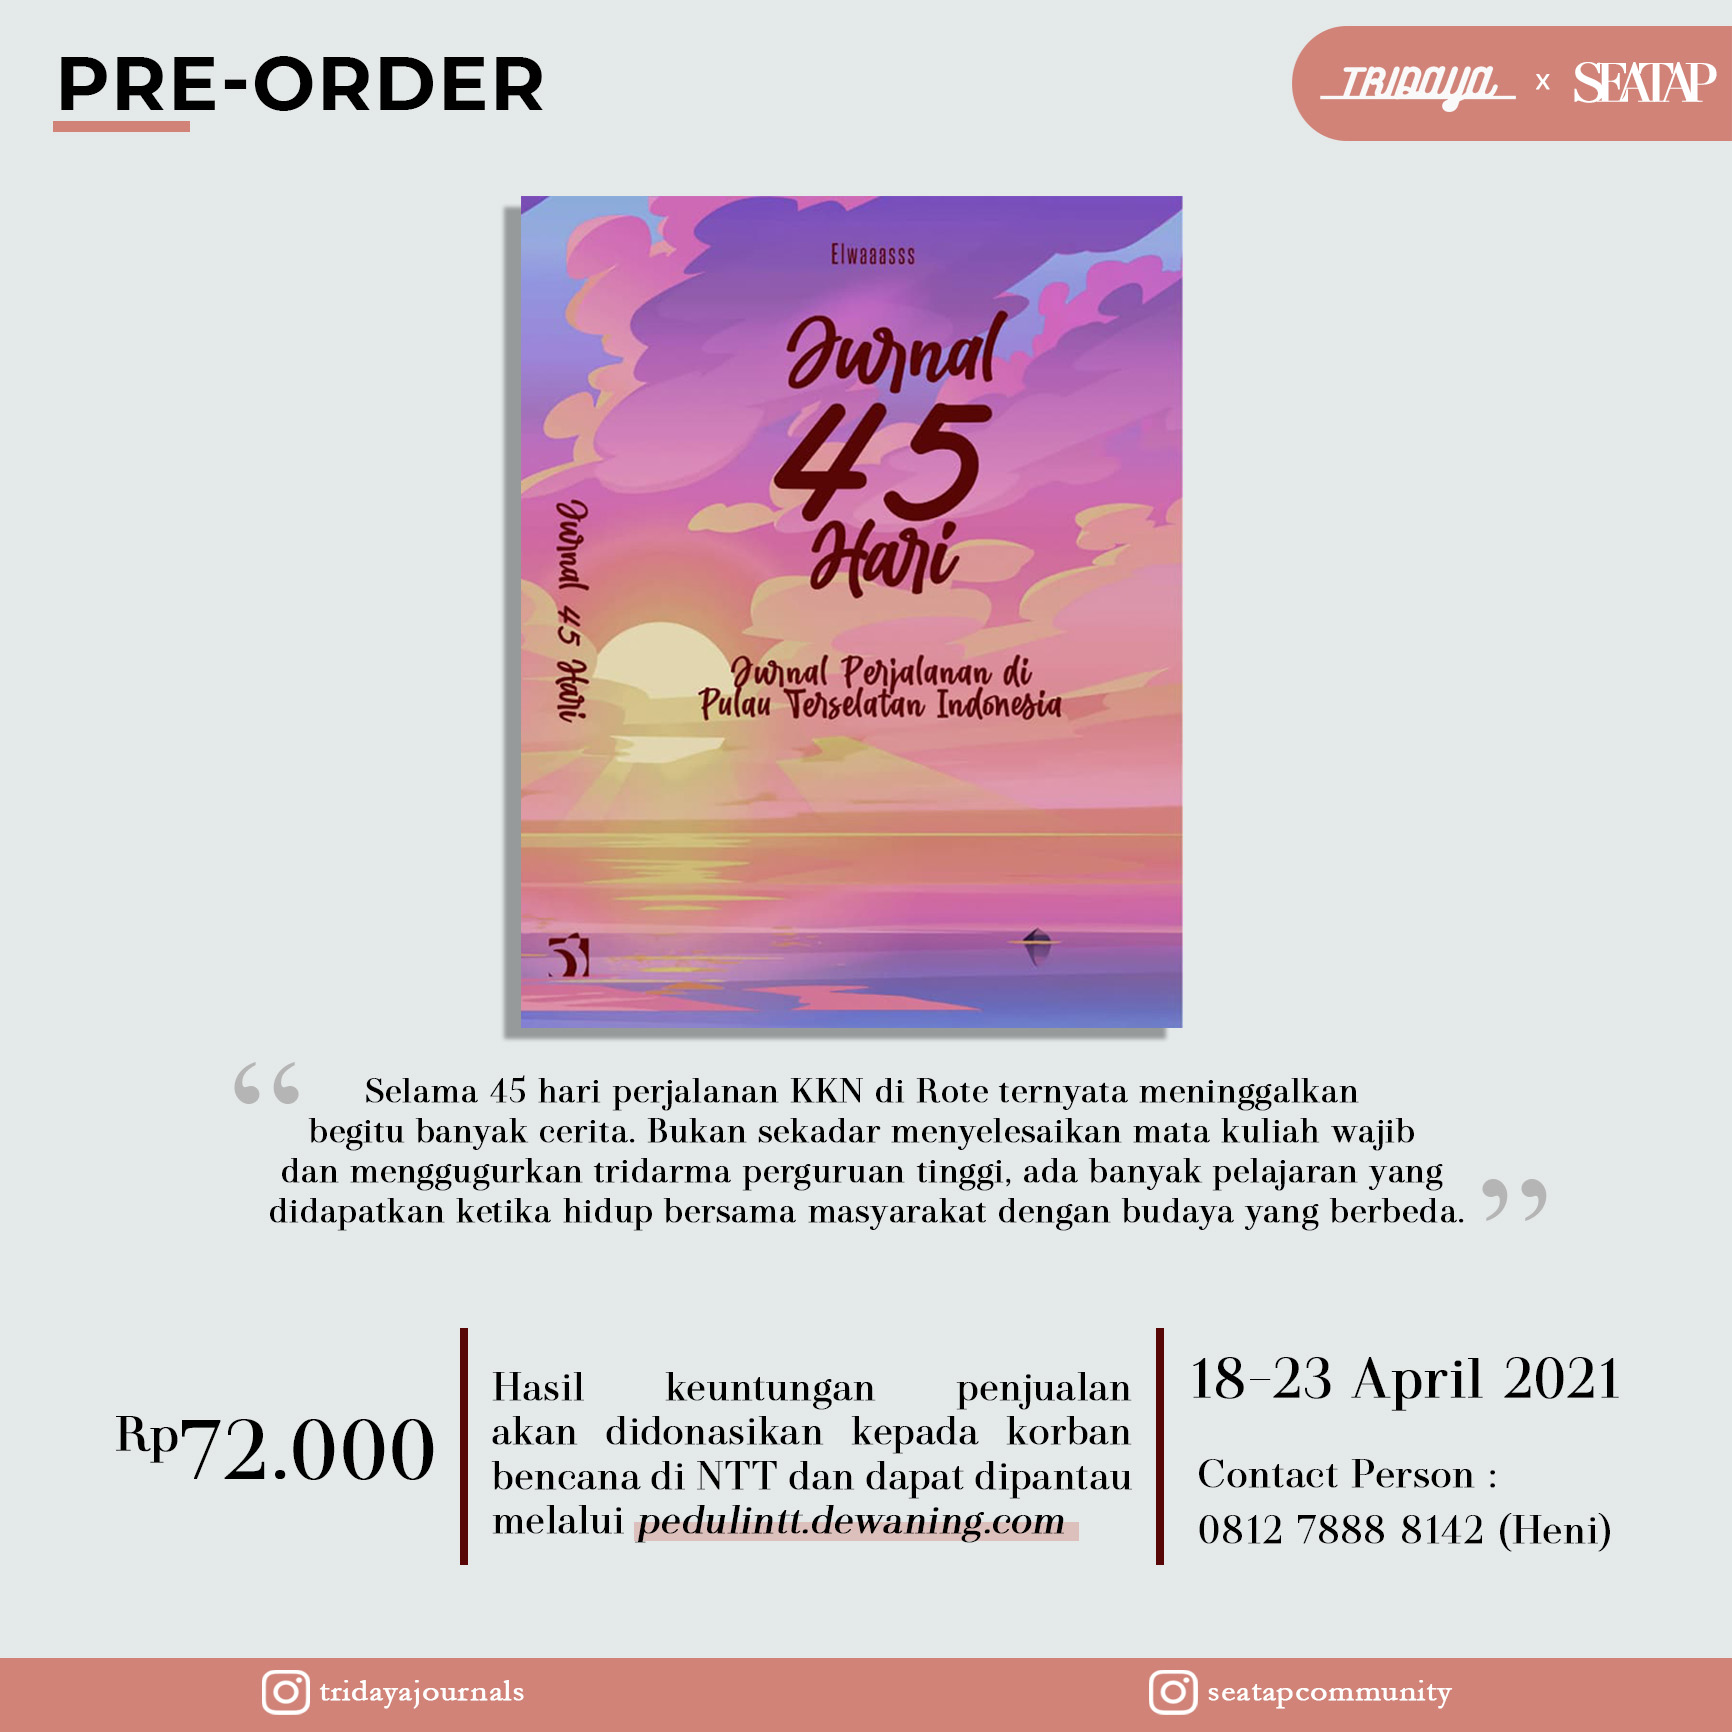 PRE-ORDER
TRIDAYA x SEATAP
Elwaaasss
Jurnal
45
Hari
Jurnal 45 Hari
Jurnal Perjalanan di
Pulau Terselatan Indonesia
“ Selama 45 hari perjalanan KKN di Rote ternyata meninggalkan
begitu banyak cerita. Bukan sekadar menyelesaikan mata kuliah wajib
dan menggugurkan tridarma perguruan tinggi, ada banyak pelajaran yang
didapatkan ketika hidup bersama masyarakat dengan budaya yang berbeda. ”
Rp72.000
Hasil keuntungan penjualan
akan didonasikan kepada korban
bencana di NTT dan dapat dipantau
melalui pedulintt.dewaning.com
18-23 April 2021
Contact Person :
0812 7888 8142 (Heni)
tridayajournals
seatapcommunity